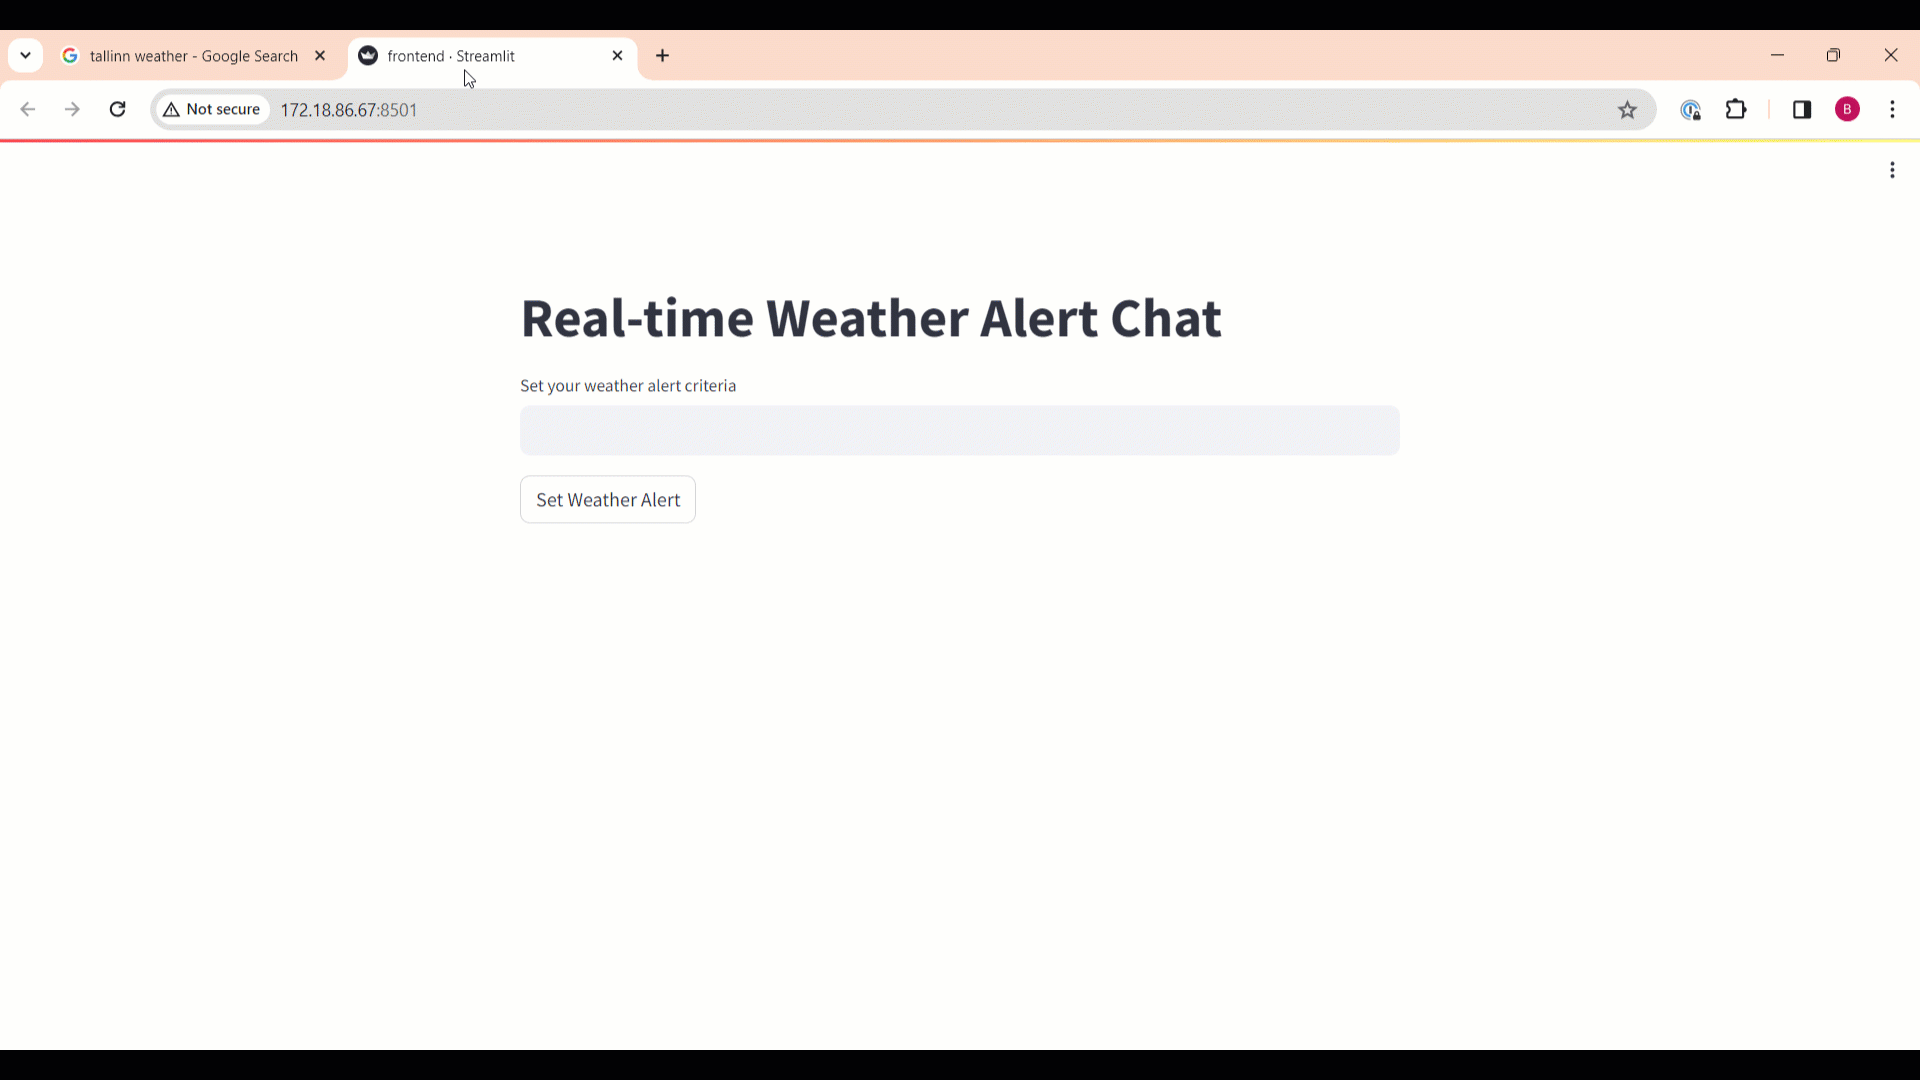 tallinn weather - Google Search
frontend · Streamlit
Not secure
172.18.86.67:8501
B
Real-time Weather Alert Chat
Set your weather alert criteria
Set Weather Alert